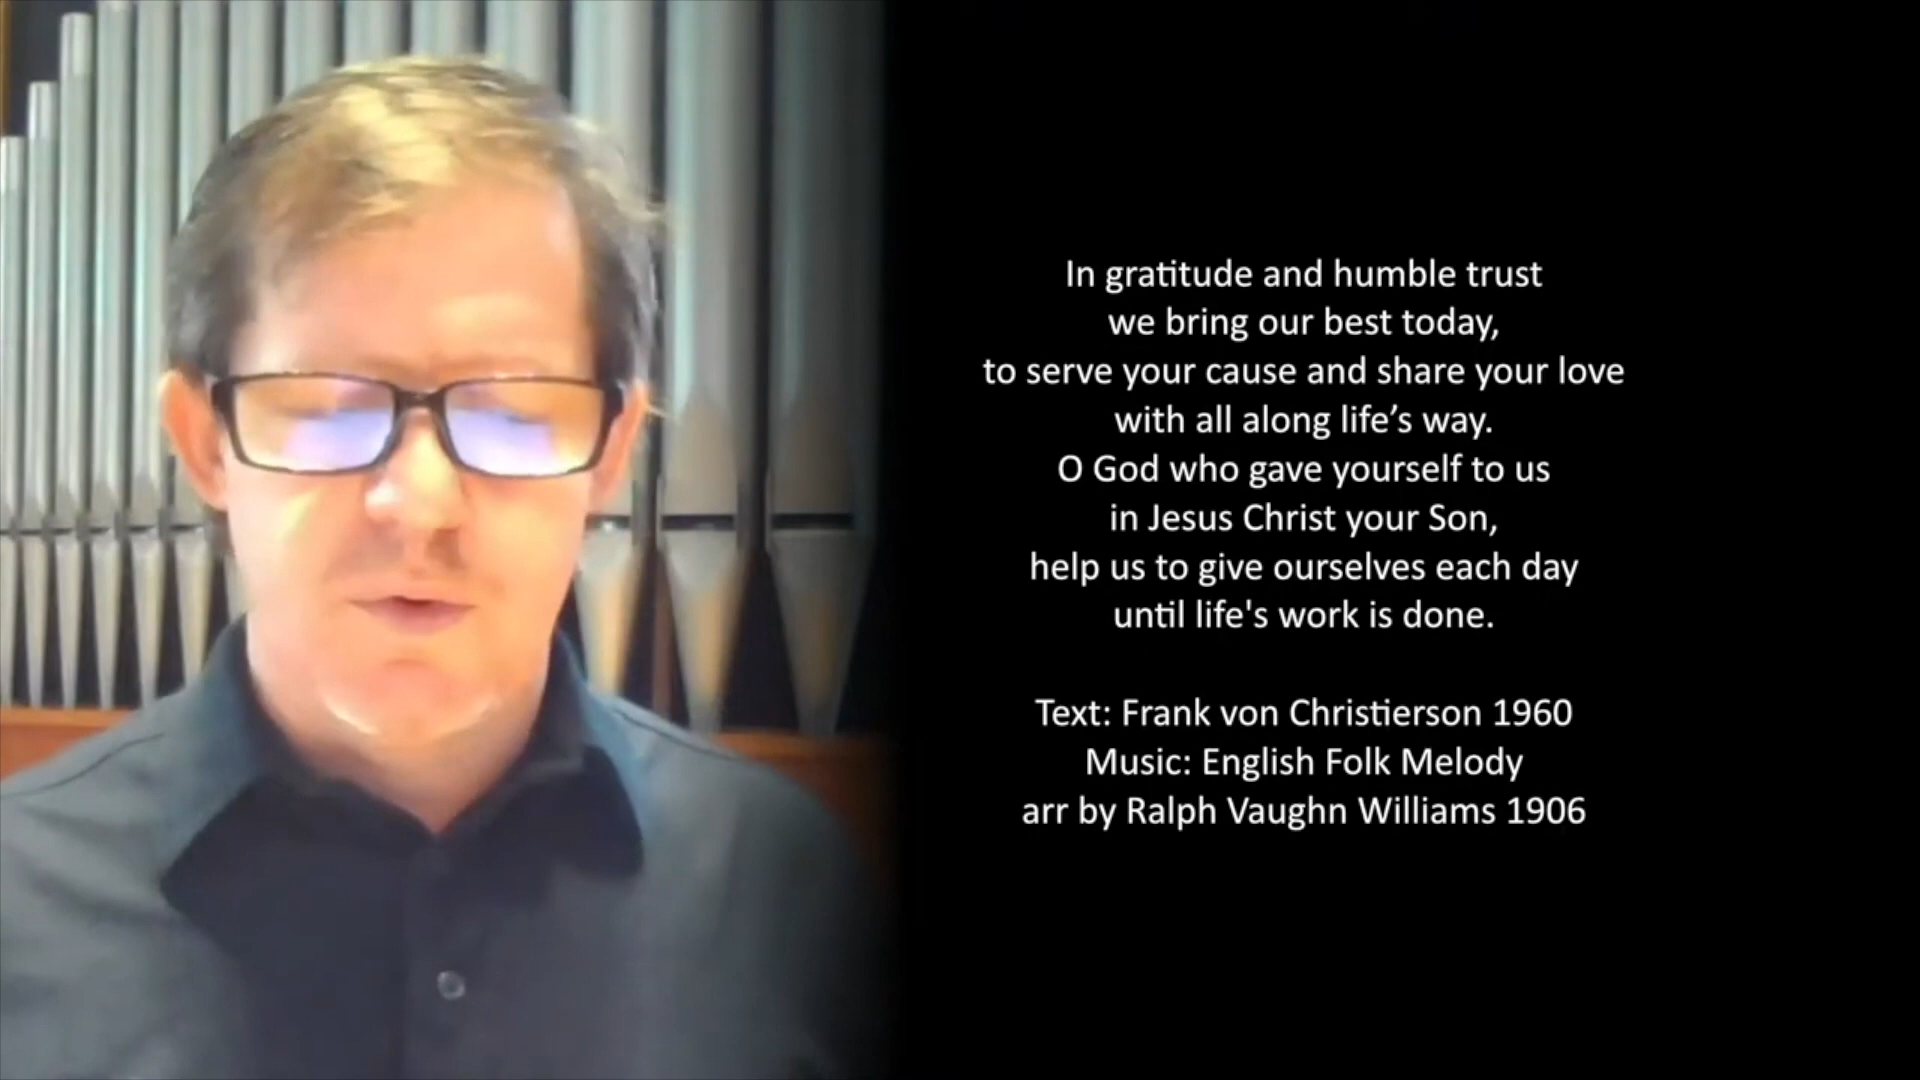 In gratitude and humble trust
we bring our best today,
to serve your cause and share your love
with all along life’s way.
O God who gave yourself to us
in Jesus Christ your Son,
help us to give ourselves each day
until life's work is done.
Text: Frank von Christierson 1960
Music: English Folk Melody
arr by Ralph Vaughn Williams 1906